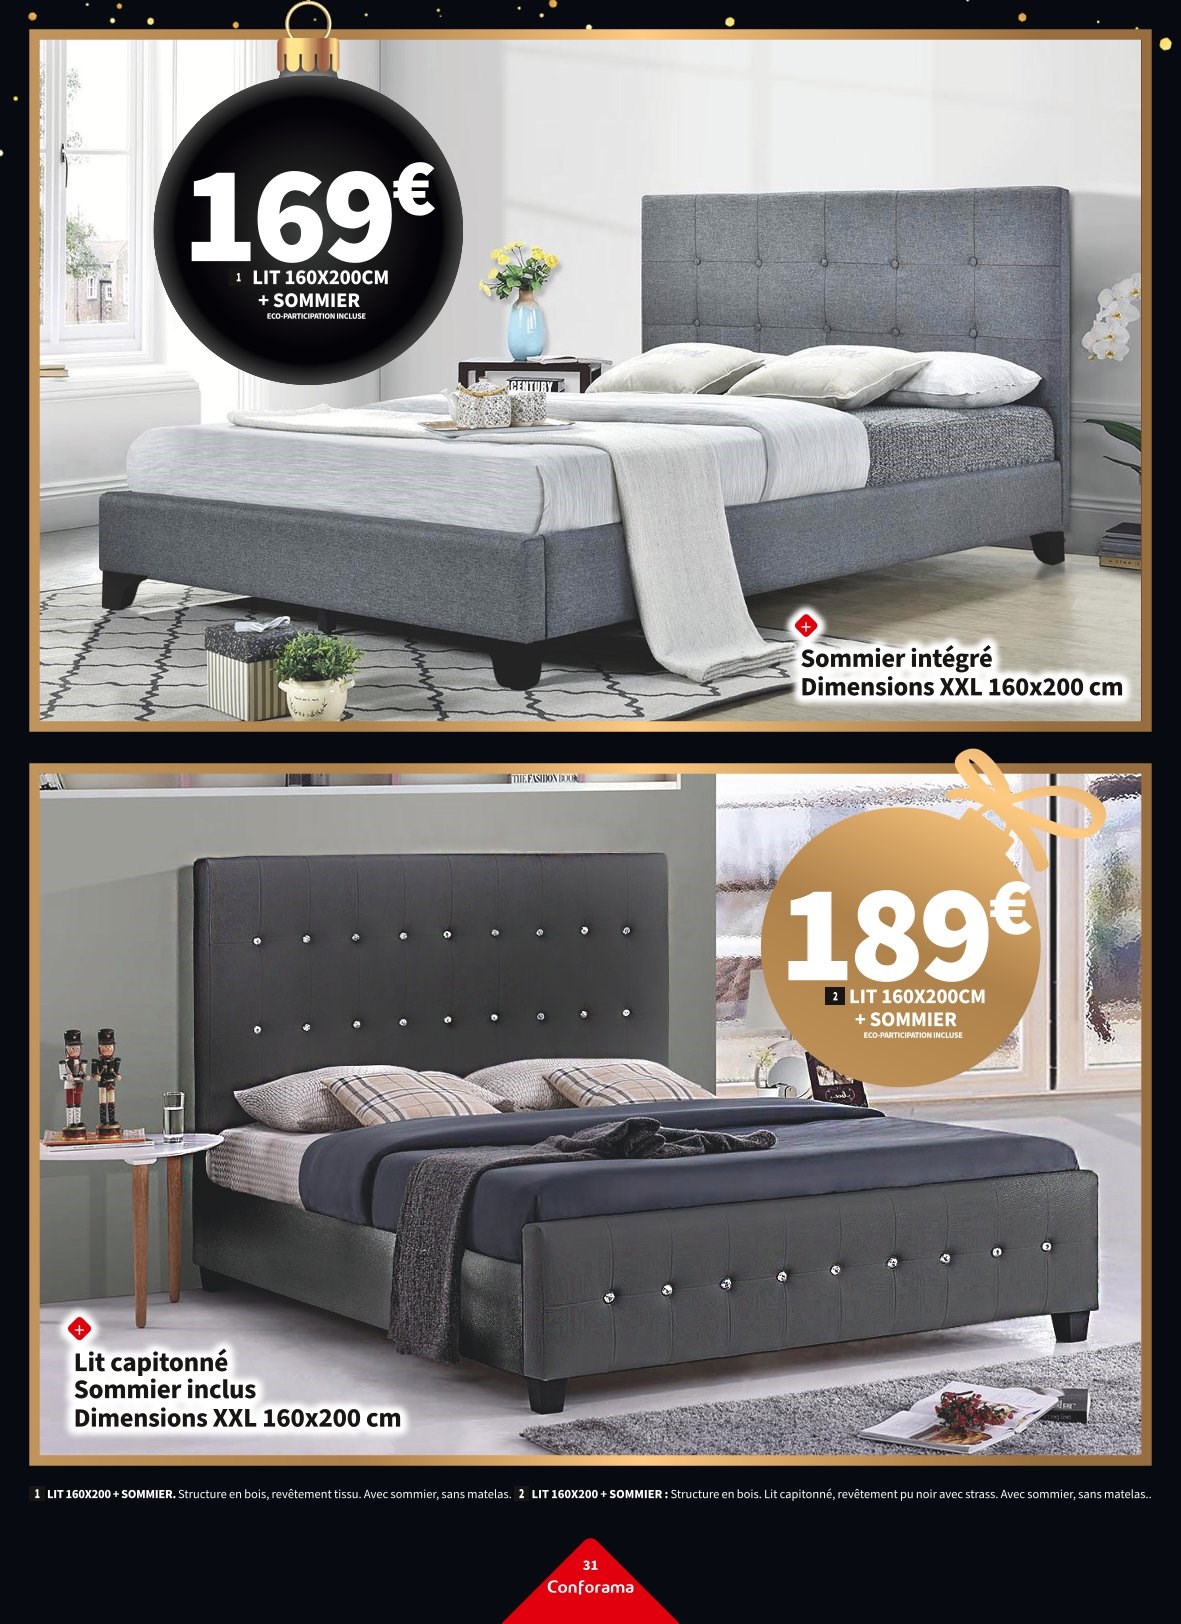 169€
1 LIT 160X200CM
+ SOMMIER
ECO-PARTICIPATION INCLUSE
CENTURY
+
Sommier intégré
Dimensions XXL 160x200 cm
THE FASHION BOOK
189€
2 LIT 160X200CM
+ SOMMIER
ECO-PARTICIPATION INCLUSE
+
Lit capitonné
Sommier inclus
Dimensions XXL 160x200 cm
1 LIT 160X200 + SOMMIER. Structure en bois, revêtement tissu. Avec sommier, sans matelas. 2 LIT 160X200 + SOMMIER : Structure en bois. Lit capitonné, revêtement pu noir avec strass. Avec sommier, sans matelas..
31
Conforama